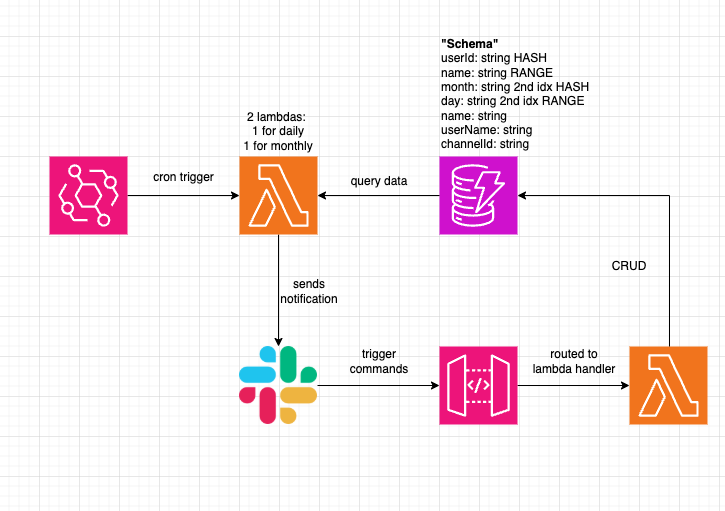 "Schema"
userId: string HASH
name: string RANGE
month: string 2nd idx HASH
day: string 2nd idx RANGE
name: string
userName: string
channelId: string
2 lambdas:
1 for daily
1 for monthly
cron trigger
query data
CRUD
sends
notification
trigger
commands
routed to
lambda handler
</>